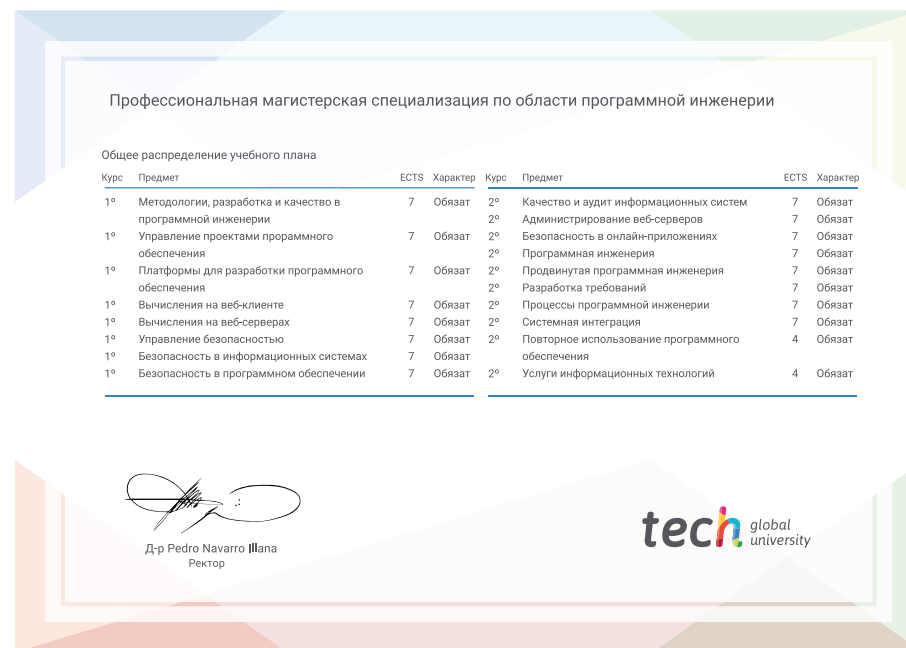 Профессиональная магистерская специализация по области программной инженерии
Общее распределение учебного плана
Курс Предмет ECTS Характер
1º Методологии, разработка и качество в 7 Обязат
программной инженерии
1º Управление проектами прораммного 7 Обязат
обеспечения
1º Платформы для разработки программного 7 Обязат
обеспечения
1º Вычисления на веб-клиенте 7 Обязат
1º Вычисления на веб-серверах 7 Обязат
1º Управление безопасностью 7 Обязат
1º Безопасность в информационных системах 7 Обязат
1º Безопасность в программном обеспечении 7 Обязат
Курс Предмет ECTS Характер
2º Качество и аудит информационных систем 7 Обязат
2º Администрирование веб-серверов 7 Обязат
2º Безопасность в онлайн-приложениях 7 Обязат
2º Программная инженерия 7 Обязат
2º Продвинутая программная инженерия 7 Обязат
2º Разработка требований 7 Обязат
2º Процессы программной инженерии 7 Обязат
2º Системная интеграция 7 Обязат
2º Повторное использование программного 4 Обязат
обеспечения
2º Услуги информационных технологий 4 Обязат
Д-р Pedro Navarro Illana
Ректор
tech global
university